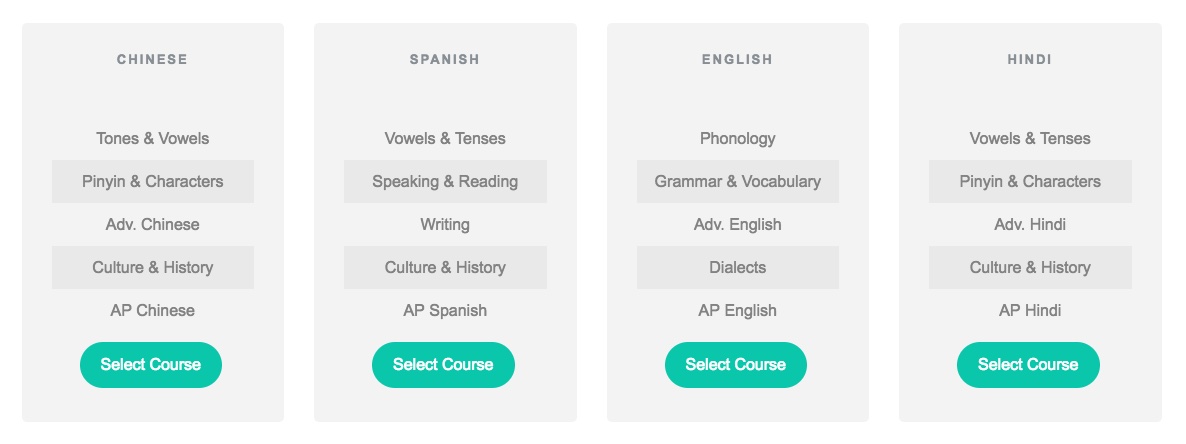 CHINESE
Tones & Vowels
Pinyin & Characters
Adv. Chinese
Culture & History
AP Chinese
Select Course
SPANISH
Vowels & Tenses
Speaking & Reading
Writing
Culture & History
AP Spanish
Select Course
ENGLISH
Phonology
Grammar & Vocabulary
Adv. English
Dialects
AP English
Select Course
HINDI
Vowels & Tenses
Pinyin & Characters
Adv. Hindi
Culture & History
AP Hindi
Select Course